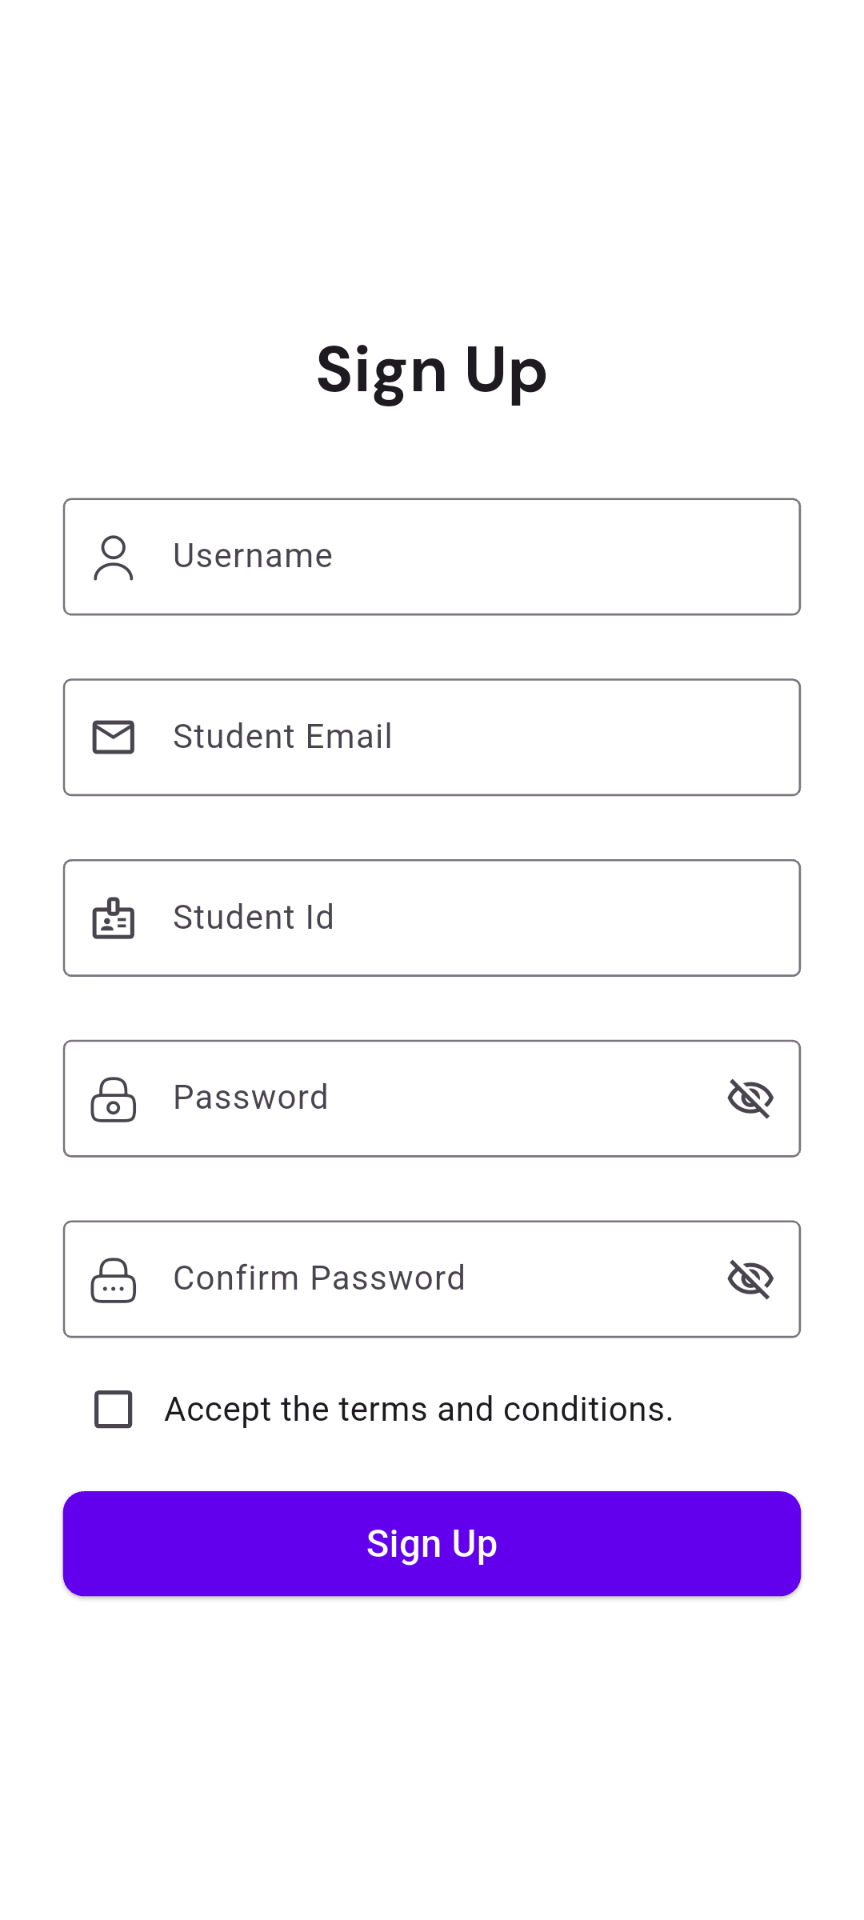 Sign Up
Username
Student Email
Student Id
Password
Confirm Password
Accept the terms and conditions.
Sign Up